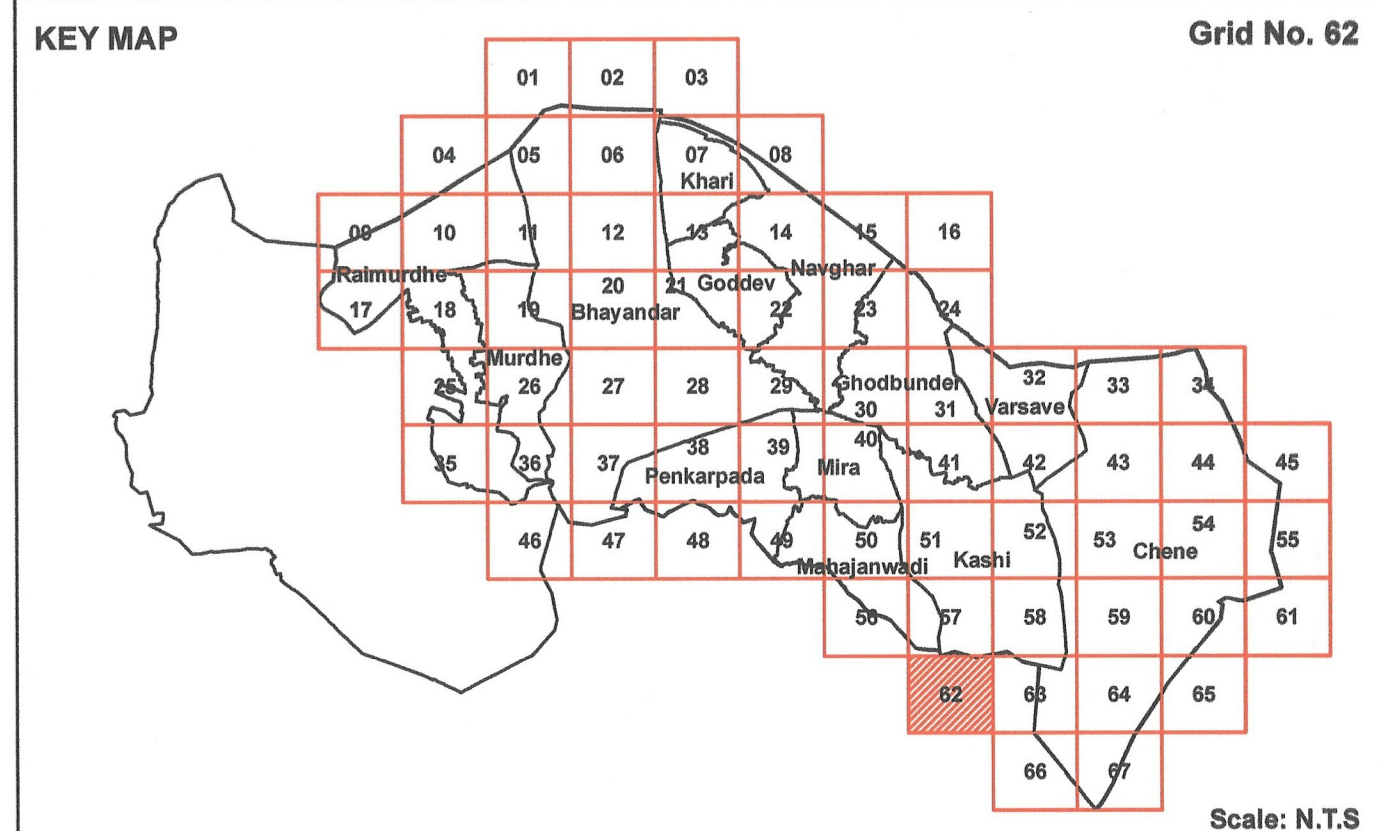 KEY MAP
Grid No. 62
01 02 03
04 05 06 07 08
Khari
09 10 11 12 13 14 15 16
Raimurdhe Navghar
Goddev
17 18 19 20 21 22 23 24
Bhayandar
Murdhe
25 26 27 28 29 30 31 32 33 34
Ghodbunder
Varsave
35 36 37 38 39 40 41 42 43 44 45
Penkarpada Mira
46 47 48 49 50 51 52 53 54 55
Kashi Chene
Mahajanwadi
56 57 58 59 60 61
62 63 64 65
66 67
Scale: N.T.S